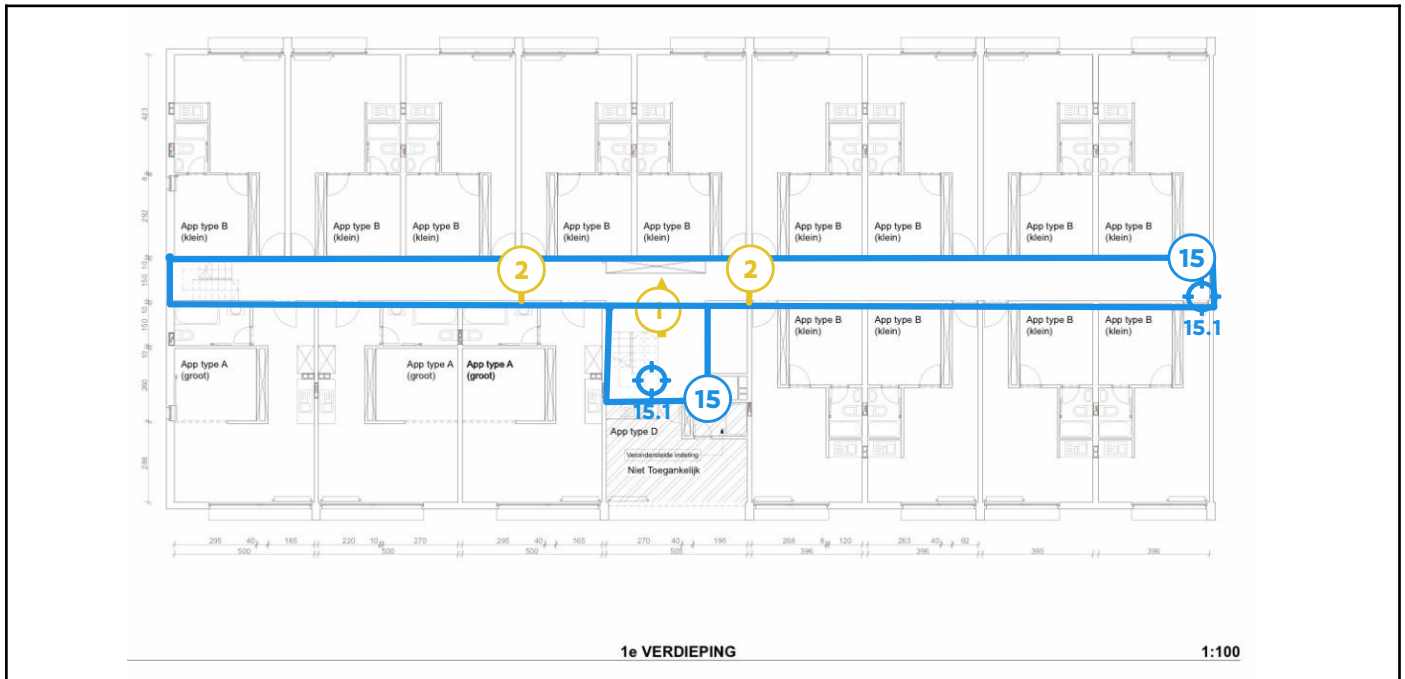 423
8
292
10
150
10
150
10
260
288
App type B
(klein)
App type B
(klein)
App type B
(klein)
App type B
(klein)
App type B
(klein)
App type B
(klein)
App type B
(klein)
App type B
(klein)
App type B
(klein)
2
2
15
1
15.1
App type A
(groot)
App type A
(groot)
App type A
(groot)
App type B
(klein)
App type B
(klein)
App type B
(klein)
App type B
(klein)
15
15.1
App type D
Veronderstelde indeling
Niet Toegankelijk
295 40 165 220 10 270 295 40 165 270 40 195 268 8 120 263 40 92
500 500 500 505 396 396 395 396
1e VERDIEPING 1:100